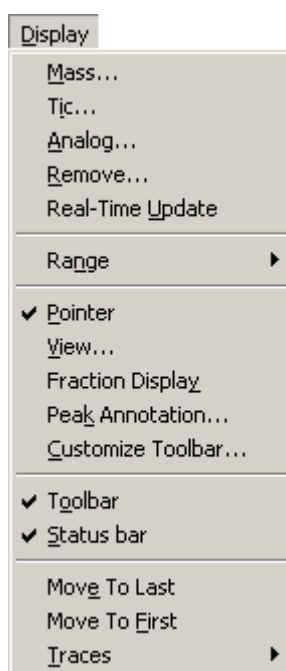 Display
Mass...
Tic...
Analog...
Remove...
Real-Time Update
Range
Pointer
View...
Fraction Display
Peak Annotation...
Customize Toolbar...
Toolbar
Status bar
Move To Last
Move To First
Traces